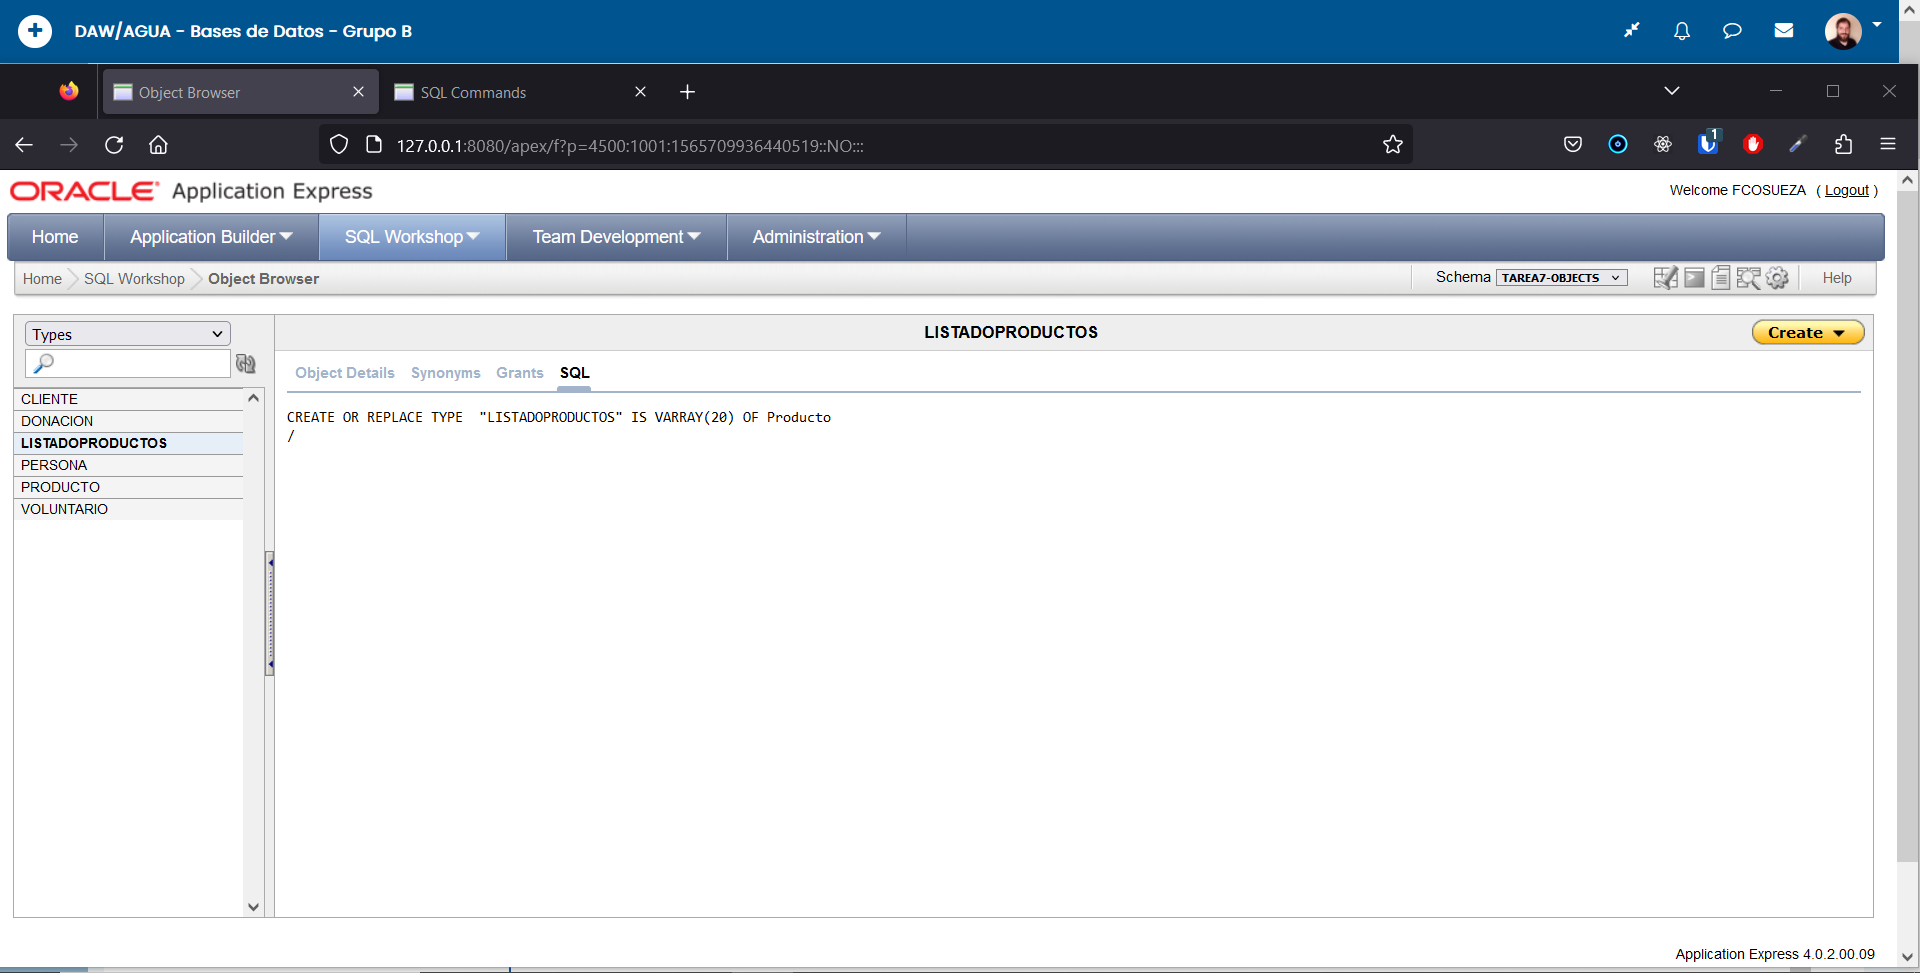 DAW/AGUA - Bases de Datos - Grupo B
Object Browser
SQL Commands
127.0.0.1:8080/apex/f?p=4500:1001:1565709936440519::NO:::
1
ORACLE Application Express
Welcome FCOSUEZA ( Logout )
Home
Application Builder
SQL Workshop
Team Development
Administration
Home
SQL Workshop
Object Browser
Schema
TAREA7-OBJECTS
Help
Types
LISTADOPRODUCTOS
Create
Object Details
Synonyms
Grants
SQL
CLIENTE
DONACION
LISTADOPRODUCTOS
PERSONA
PRODUCTO
VOLUNTARIO
CREATE OR REPLACE TYPE  "LISTADOPRODUCTOS" IS VARRAY(20) OF Producto
/
Application Express 4.0.2.00.09